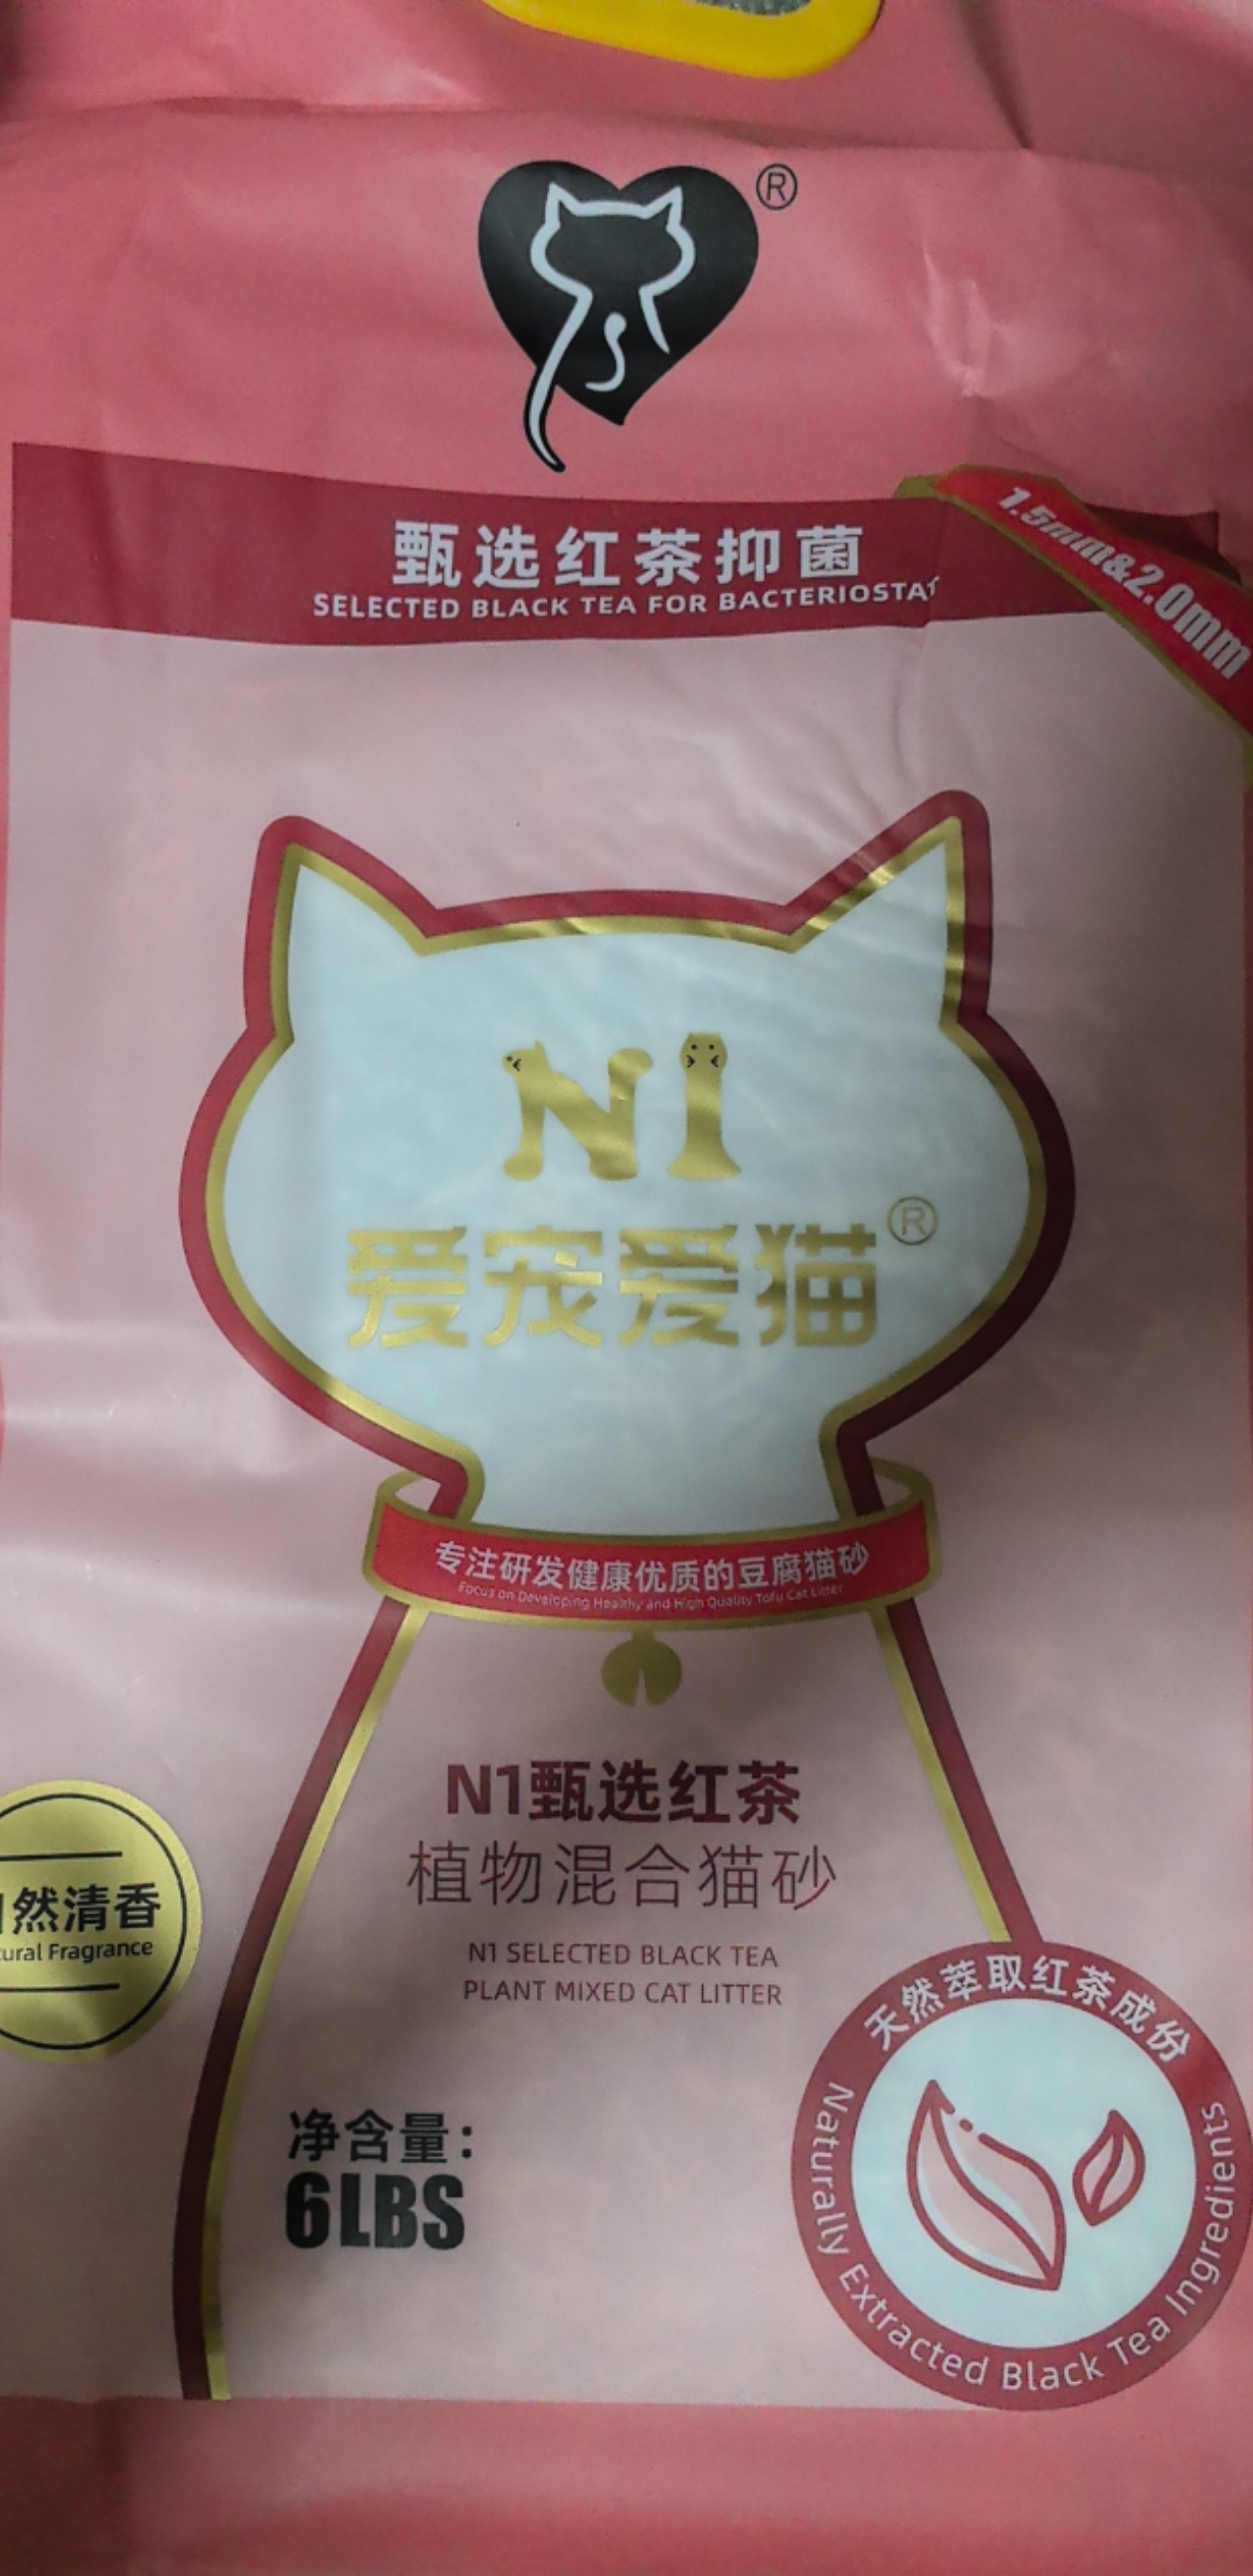 ®
甄选红茶抑菌
SELECTED BLACK TEA FOR
1.5mm&2.0mm
N1
爱宠爱猫®
专注研发健康优质的豆腐猫砂
Focus on Developing Healthy and High Quality Tofu Cat Litter
N1甄选红茶
植物混合猫砂
N1 SELECTED BLACK TEA
PLANT MIXED CAT LITTER
然清香
Fragrance
净含量：
6LBS
天然萃取红茶成份
Naturally Extracted Black Tea Ingredients